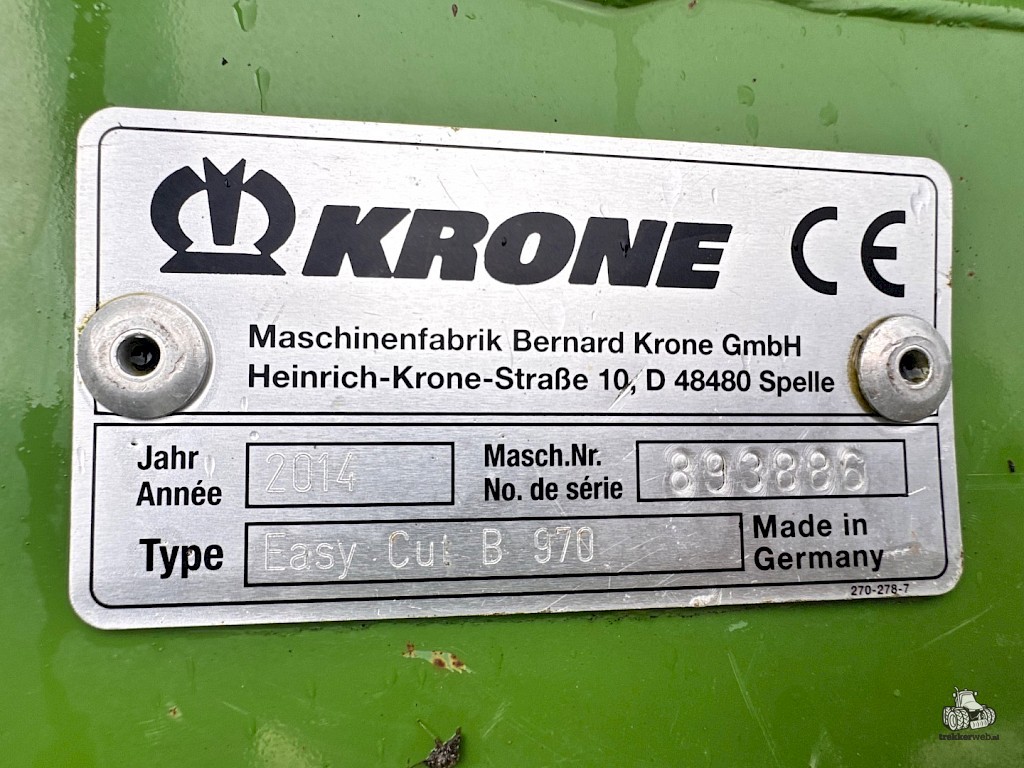 KRONE CE
Maschinenfabrik Bernard Krone GmbH
Heinrich-Krone-Straße 10, D 48480 Spelle
Jahr
Année
2014
Masch.Nr.
No. de série
893886
Type
Easy Cut B 970
Made in
Germany
270-278-7
trekkerweb.nl